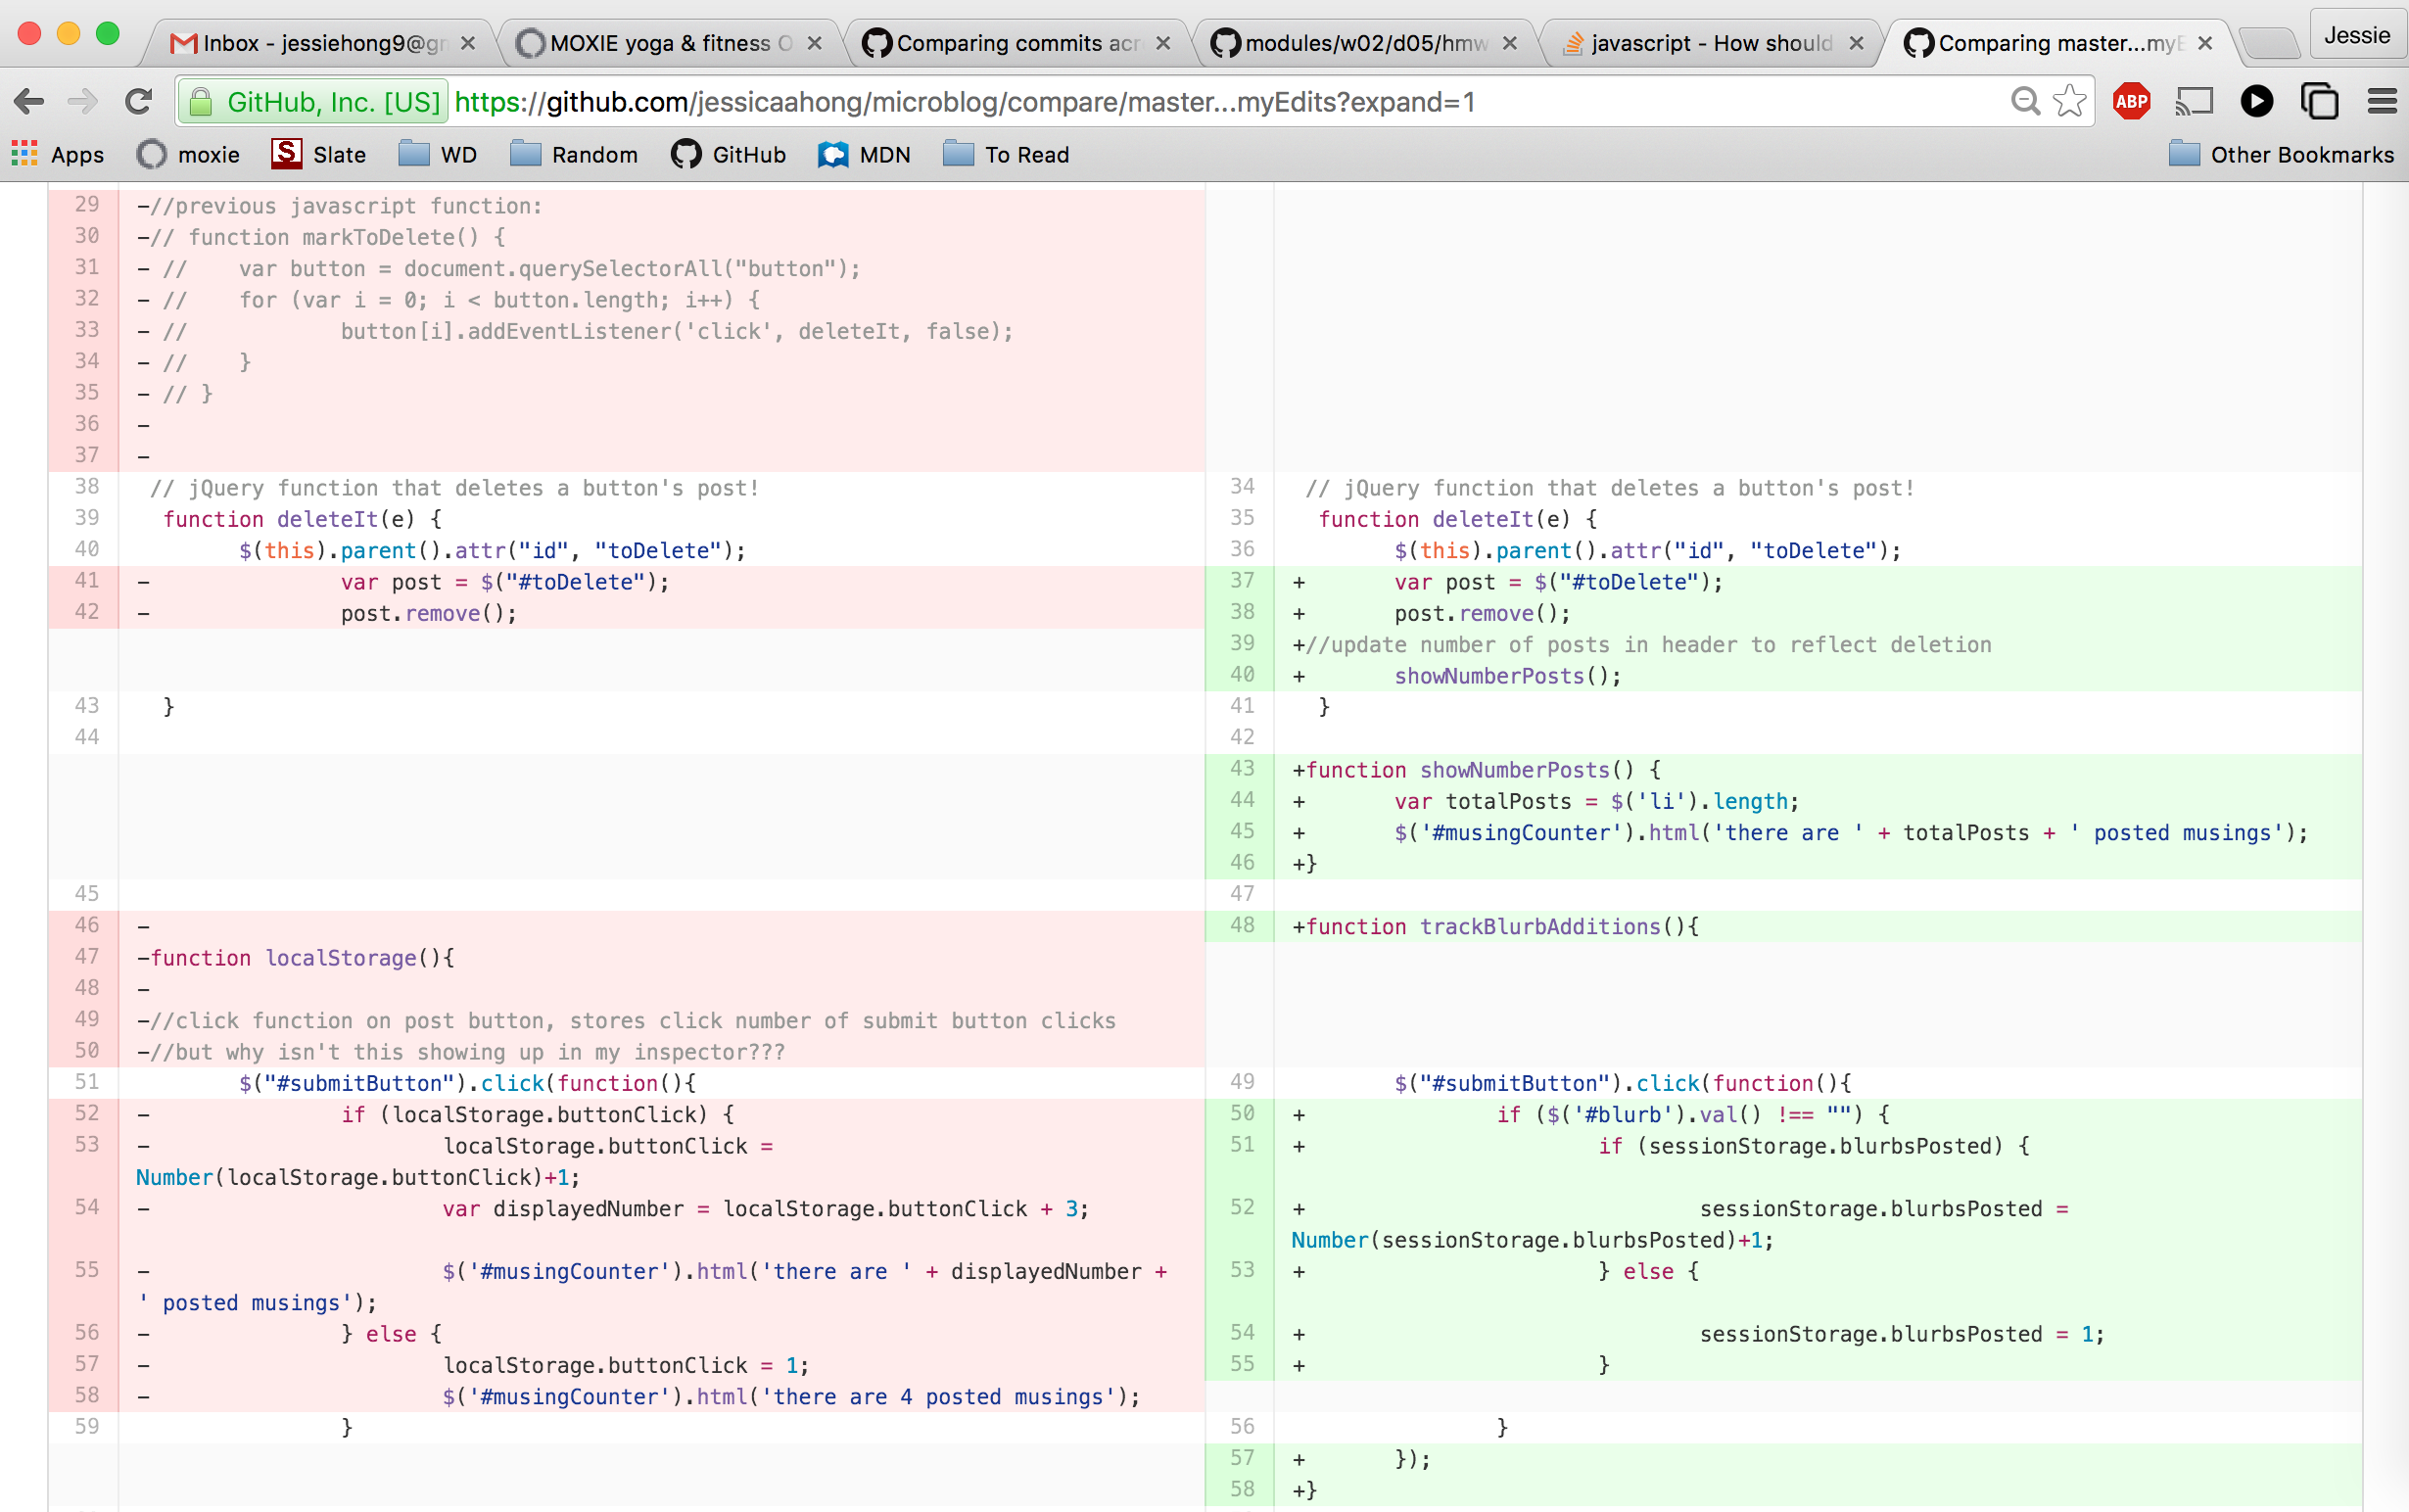 Inbox - jessiehong9@gm
MOXIE yoga & fitness
Comparing commits acr
modules/w02/d05/hmw
javascript - How should
Comparing master...myE
Jessie
GitHub, Inc. [US]
https://github.com/jessicaahong/microblog/compare/master...myEdits?expand=1
ABP
Apps
moxie
S Slate
WD
Random
GitHub
MDN
To Read
Other Bookmarks
29 -//previous javascript function:
30 -// function markToDelete() {
31 - // var button = document.querySelectorAll("button");
32 - // for (var i = 0; i < button.length; i++) {
33 - // button[i].addEventListener('click', deleteIt, false);
34 - // }
35 - // }
36 -
37 -
38 // jQuery function that deletes a button's post!
39 function deleteIt(e) {
40 $(this).parent().attr("id", "toDelete");
41 - var post = $("#toDelete");
42 - post.remove();
43 }
44
45
46 -
47 -function localStorage(){
48 -
49 -//click function on post button, stores click number of submit button clicks
50 -//but why isn't this showing up in my inspector???
51 $("#submitButton").click(function(){
52 - if (localStorage.buttonClick) {
53 - localStorage.buttonClick =
Number(localStorage.buttonClick)+1;
54 - var displayedNumber = localStorage.buttonClick + 3;
55 - $('#musingCounter').html('there are ' + displayedNumber +
' posted musings');
56 - } else {
57 - localStorage.buttonClick = 1;
58 - $('#musingCounter').html('there are 4 posted musings');
59 }
34 // jQuery function that deletes a button's post!
35 function deleteIt(e) {
36 $(this).parent().attr("id", "toDelete");
37 + var post = $("#toDelete");
38 + post.remove();
39 +//update number of posts in header to reflect deletion
40 + showNumberPosts();
41 }
42
43 +function showNumberPosts() {
44 + var totalPosts = $('li').length;
45 + $('#musingCounter').html('there are ' + totalPosts + ' posted musings');
46 +}
47
48 +function trackBlurbAdditions(){
49 $("#submitButton").click(function(){
50 + if ($('#blurb').val() !== "") {
51 + if (sessionStorage.blurbsPosted) {
52 + sessionStorage.blurbsPosted =
Number(sessionStorage.blurbsPosted)+1;
53 + } else {
54 + sessionStorage.blurbsPosted = 1;
55 + }
56 }
57 + });
58 +}